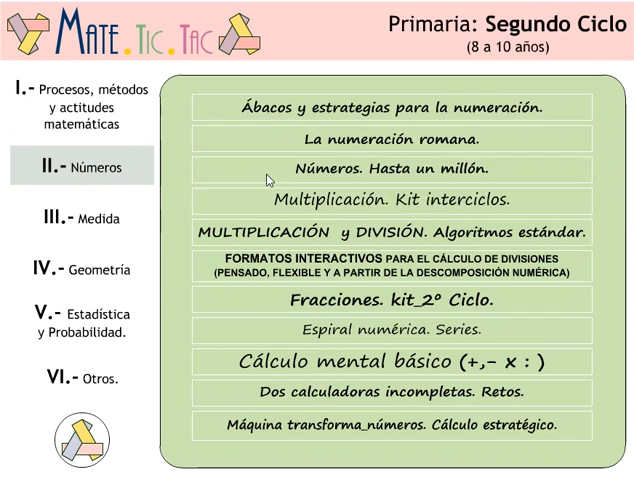 MATE.TIC.TAC
Primaria: Segundo Ciclo
(8 a 10 años)
I.- Procesos, métodos
y actitudes
matemáticas
II.- Números
III.- Medida
IV.- Geometría
V.- Estadística
y Probabilidad.
VI.- Otros.
Ábacos y estrategias para la numeración.
La numeración romana.
Números. Hasta un millón.
Multiplicación. Kit interciclos.
MULTIPLICACIÓN y DIVISIÓN. Algoritmos estándar.
FORMATOS INTERACTIVOS PARA EL CÁLCULO DE DIVISIONES
(PENSADO, FLEXIBLE Y A PARTIR DE LA DESCOMPOSICIÓN NUMÉRICA)
Fracciones. kit_2º Ciclo.
Espiral numérica. Series.
Cálculo mental básico (+,- x : )
Dos calculadoras incompletas. Retos.
Máquina transforma_números. Cálculo estratégico.